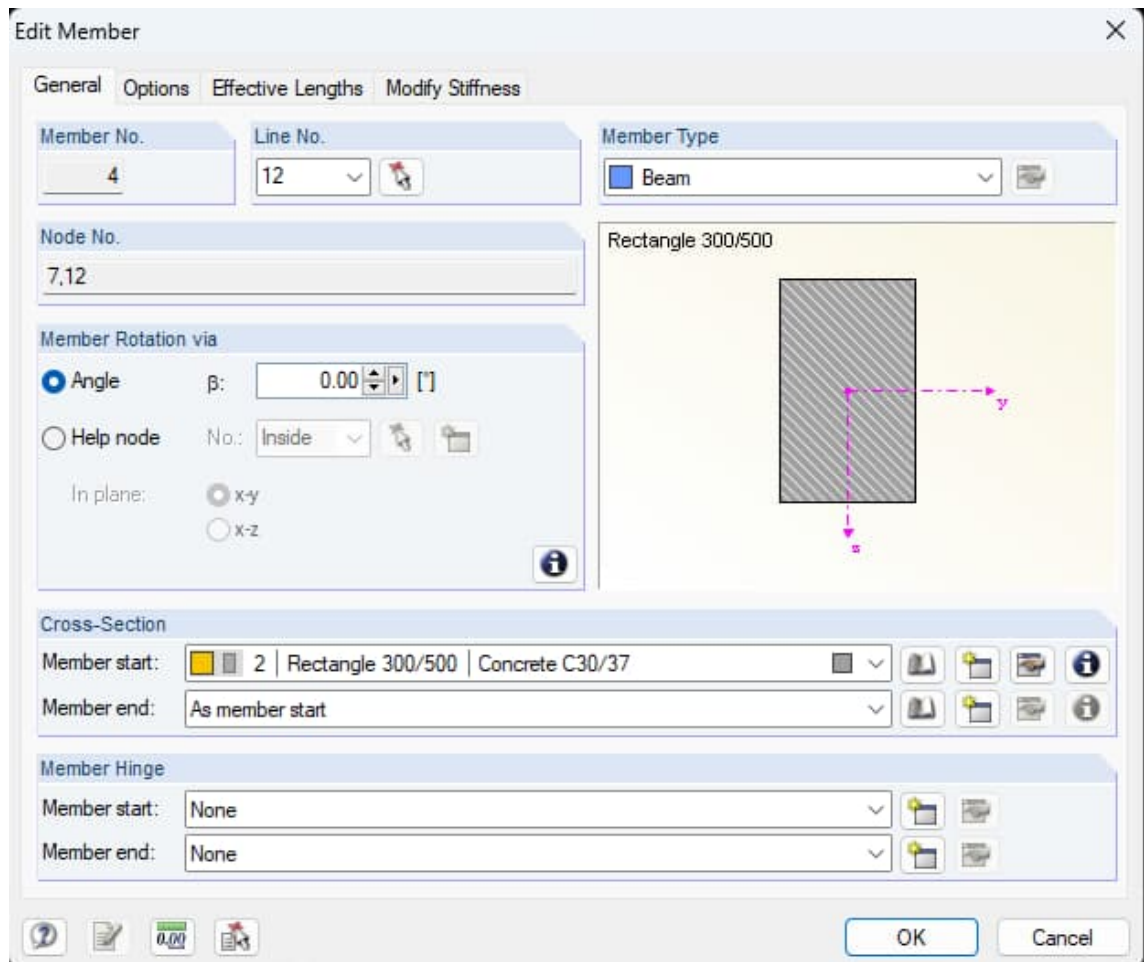 Edit Member
General Options Effective Lengths Modify Stiffness
Member No.
4
Line No.
12
Member Type
Beam
Node No.
7,12
Rectangle 300/500
y
z
Member Rotation via
Angle β: 0.00 [°]
Help node No.: Inside
In plane: x-y
x-z
Cross-Section
Member start: 2 Rectangle 300/500 Concrete C30/37
Member end: As member start
Member Hinge
Member start: None
Member end: None
0.00
OK Cancel